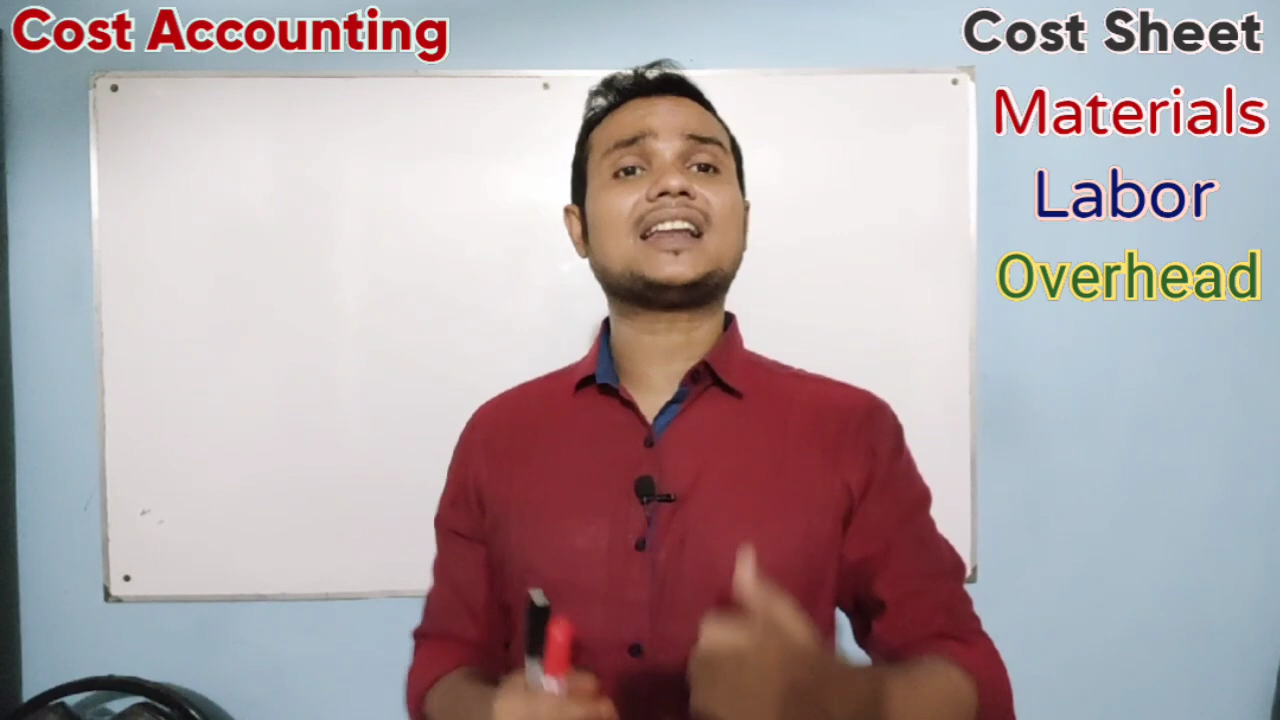 Cost Accounting
Cost Sheet
Materials
Labor
Overhead